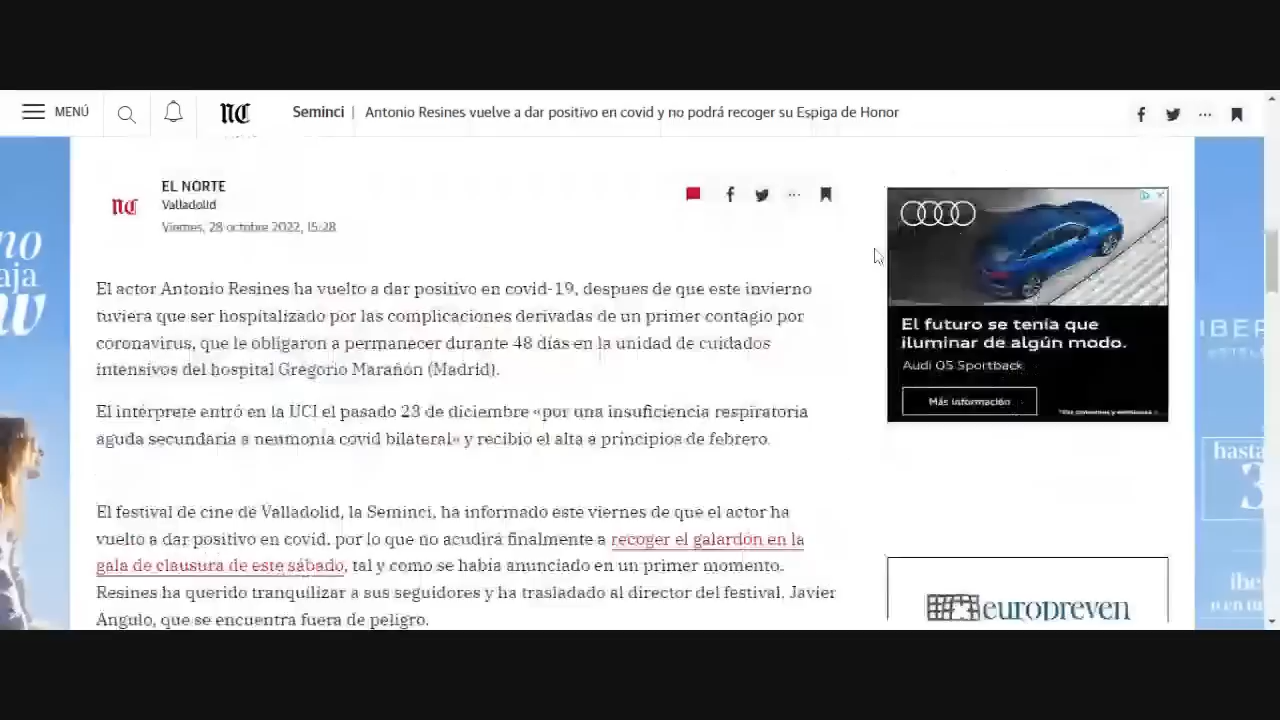 MENÚ
Seminci | Antonio Resines vuelve a dar positivo en covid y no podrá recoger su Espiga de Honor
EL NORTE
Valladolid
Viernes, 28 octubre 2022, 15:28
El actor Antonio Resines ha vuelto a dar positivo en covid-19, despues de que este invierno
tuviera que ser hospitalizado por las complicaciones derivadas de un primer contagio por
coronavirus, que le obligaron a permanecer durante 48 días en la unidad de cuidados
intensivos del hospital Gregorio Marañón (Madrid).
El intérprete entró en la UCI el pasado 23 de diciembre «por una insuficiencia respiratoria
aguda secundaria a neumonía covid bilateral» y recibio el alta a principios de febrero.
El festival de cine de Valladolid, la Seminci, ha informado este viernes de que el actor ha
vuelto a dar positivo en covid, por lo que no acudirá finalmente a recoger el galardón en la
gala de clausura de este sábado, tal y como se había anunciado en un primer momento.
Resines ha querido tranquilizar a sus seguidores y ha trasladado al director del festival, Javier
Angulo, que se encuentra fuera de peligro.
El futuro se tenía que
iluminar de algún modo.
Audi Q5 Sportback
Más información
europreven
no
aja
w
IBER
hasta
3
ibe